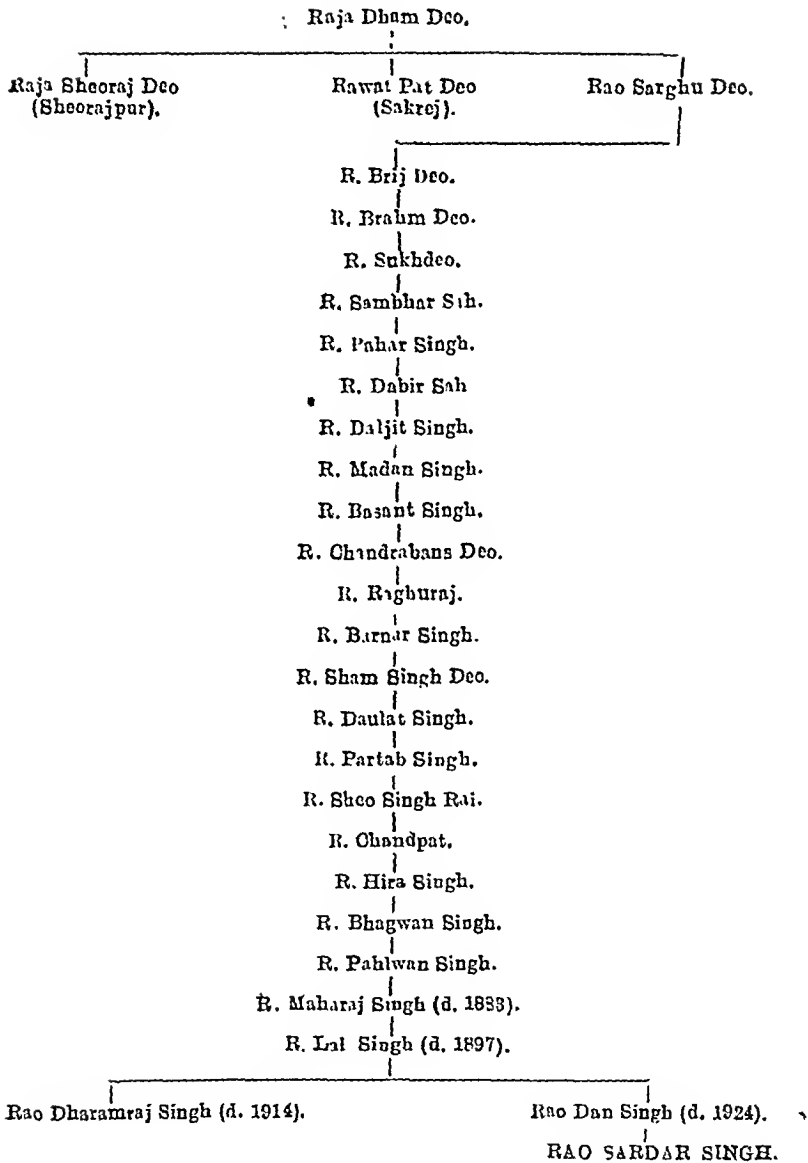 Raja Dham Deo.
Raja Sheoraj Deo Rawat Pat Deo Rao Sarghu Deo.
(Sheorajpur). (Sakrej).
R. Brij Deo.
R. Brahm Deo.
R. Sukhdeo.
R. Sambhar Sah.
R. Pahar Singh.
R. Dabir Sah
R. Daljit Singh.
R. Madan Singh.
R. Basant Singh.
R. Chandrabans Deo.
R. Raghuraj.
R. Barnar Singh.
R. Sham Singh Deo.
R. Daulat Singh.
R. Partab Singh.
R. Sheo Singh Rai.
R. Chandpat.
R. Hira Singh.
R. Bhagwan Singh.
R. Pahlwan Singh.
R. Maharaj Singh (d. 1883).
R. Lal Singh (d. 1897).
Rao Dharamraj Singh (d. 1914). Rao Dan Singh (d. 1924).
RAO SARDAR SINGH.